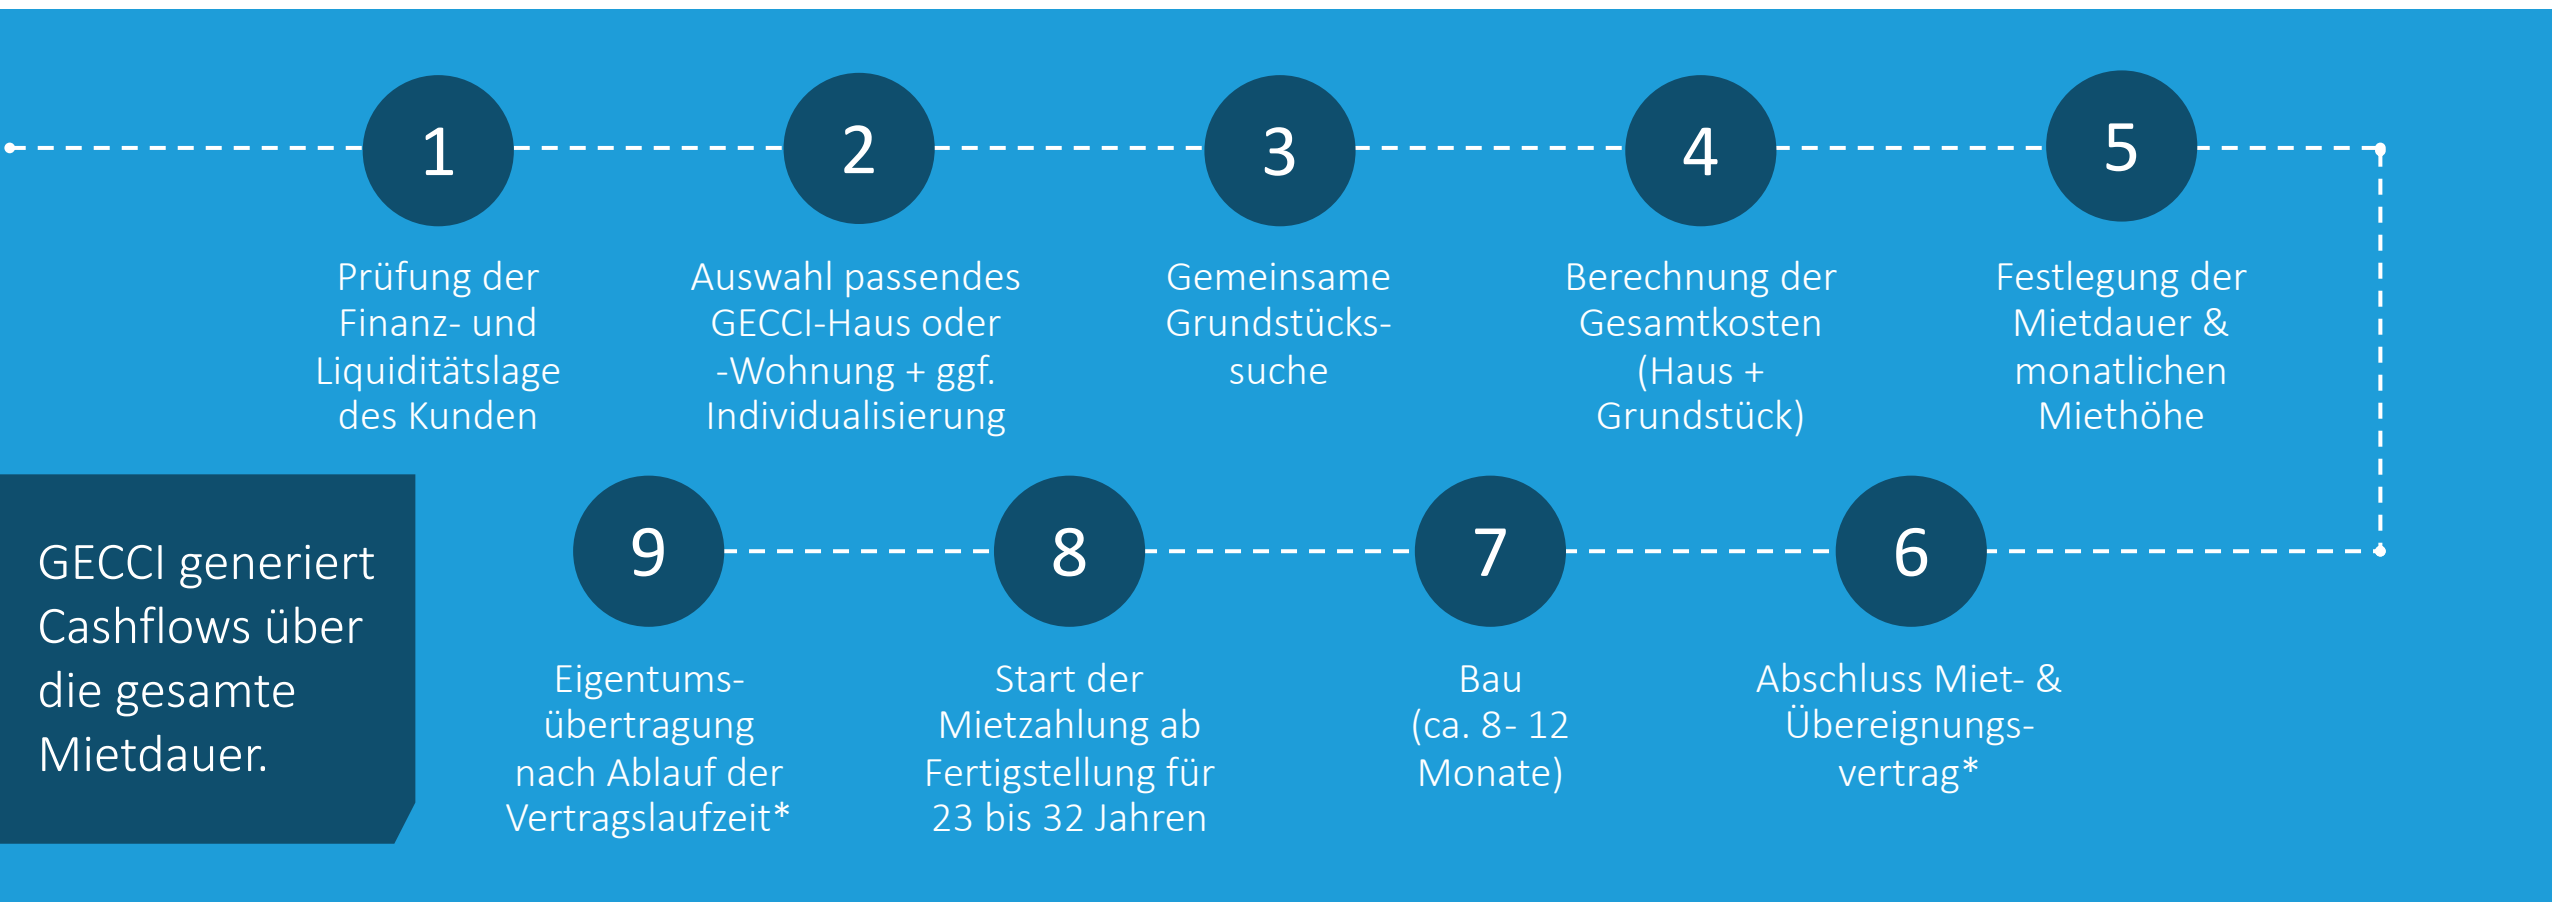 1
Prüfung der
Finanz- und
Liquiditätslage
des Kunden
2
Auswahl passendes
GECCI-Haus oder
-Wohnung + ggf.
Individualisierung
3
Gemeinsame
Grundstücks-
suche
4
Berechnung der
Gesamtkosten
(Haus +
Grundstück)
5
Festlegung der
Mietdauer &
monatlichen
Miethöhe
6
Abschluss Miet- &
Übereignungs-
vertrag*
7
Bau
(ca. 8- 12
Monate)
8
Start der
Mietzahlung ab
Fertigstellung für
23 bis 32 Jahren
9
Eigentums-
übertragung
nach Ablauf der
Vertragslaufzeit*
GECCI generiert
Cashflows über
die gesamte
Mietdauer.